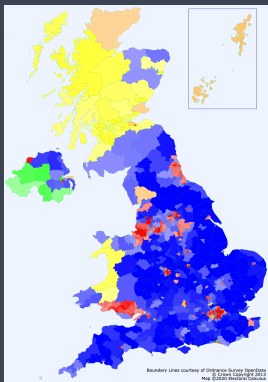 Boundary Lines courtesy of Ordnance Survey OpenData
© Crown Copyright 2013
Map ©2020 Electoral Calculus